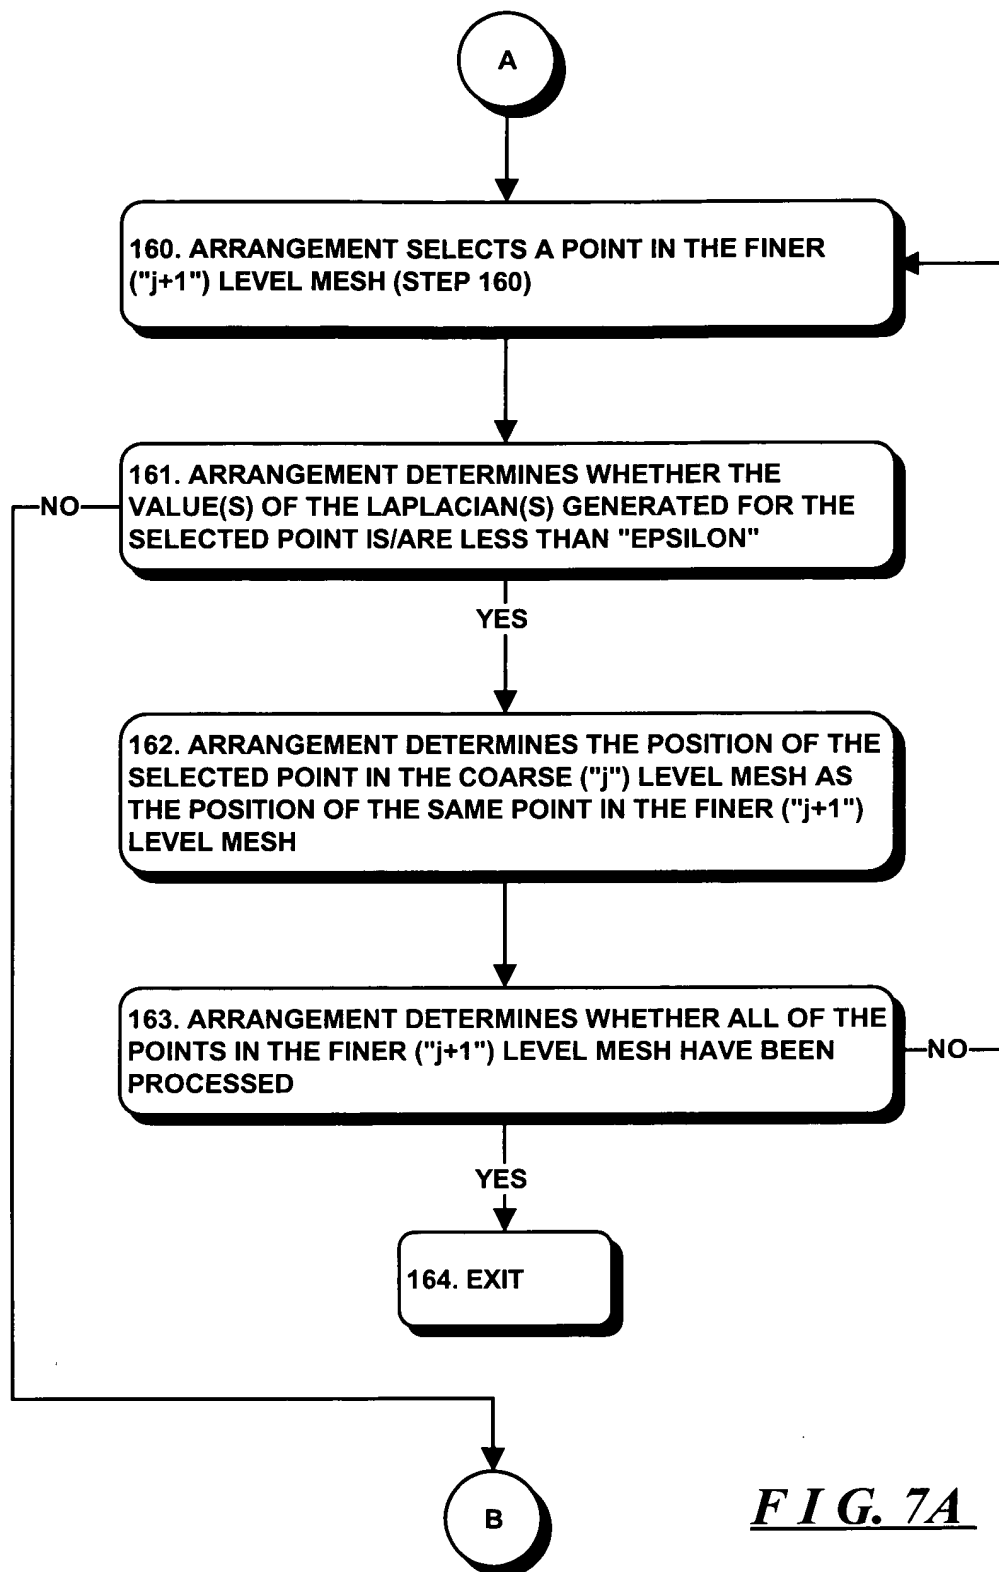 A
160. ARRANGEMENT SELECTS A POINT IN THE FINER
("j+1") LEVEL MESH (STEP 160)
161. ARRANGEMENT DETERMINES WHETHER THE
VALUE(S) OF THE LAPLACIAN(S) GENERATED FOR THE
SELECTED POINT IS/ARE LESS THAN "EPSILON"
NO
YES
162. ARRANGEMENT DETERMINES THE POSITION OF THE
SELECTED POINT IN THE COARSE ("j") LEVEL MESH AS
THE POSITION OF THE SAME POINT IN THE FINER ("j+1")
LEVEL MESH
163. ARRANGEMENT DETERMINES WHETHER ALL OF THE
POINTS IN THE FINER ("j+1") LEVEL MESH HAVE BEEN
PROCESSED
NO
YES
164. EXIT
B
FIG. 7A